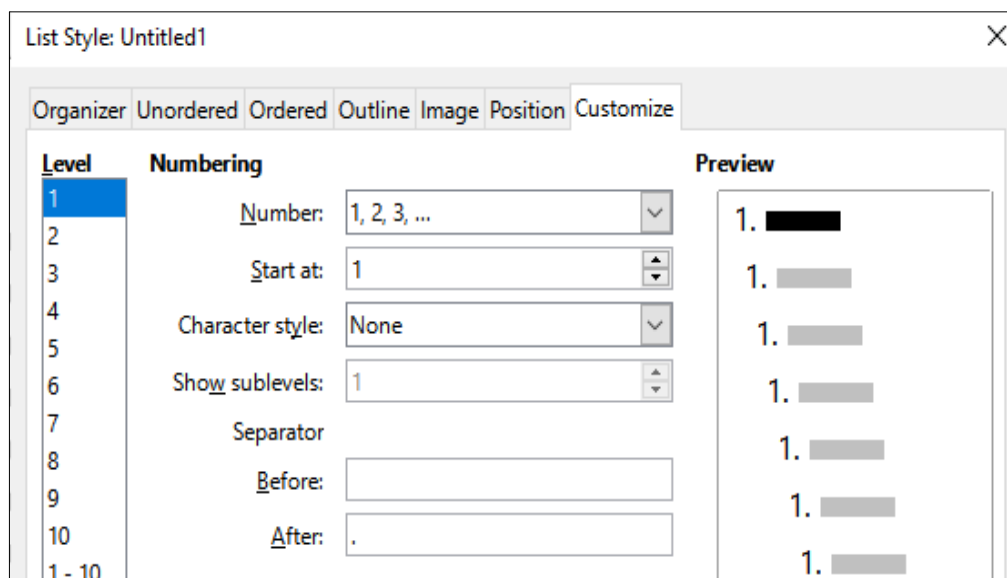 List Style: Untitled1
Organizer Unordered Ordered Outline Image Position Customize
Level Numbering Preview
1 Number: 1, 2, 3, ... 1.
2 Start at: 1 1.
3 Character style: None 1.
4 Show sublevels: 1 1.
5 Separator 1.
6 Before: 1.
7 After: . 1.
8
9
10
1 - 10